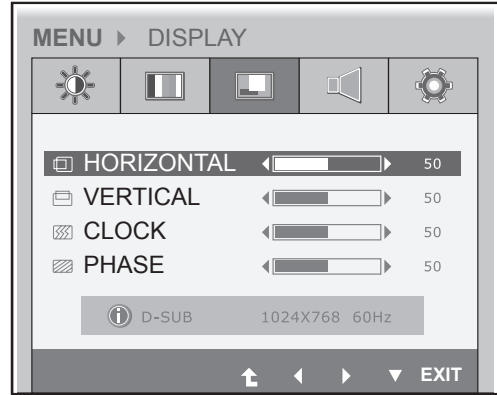 MENU DISPLAY
HORIZONTAL 50
VERTICAL 50
CLOCK 50
PHASE 50
D-SUB 1024X768 60Hz
EXIT